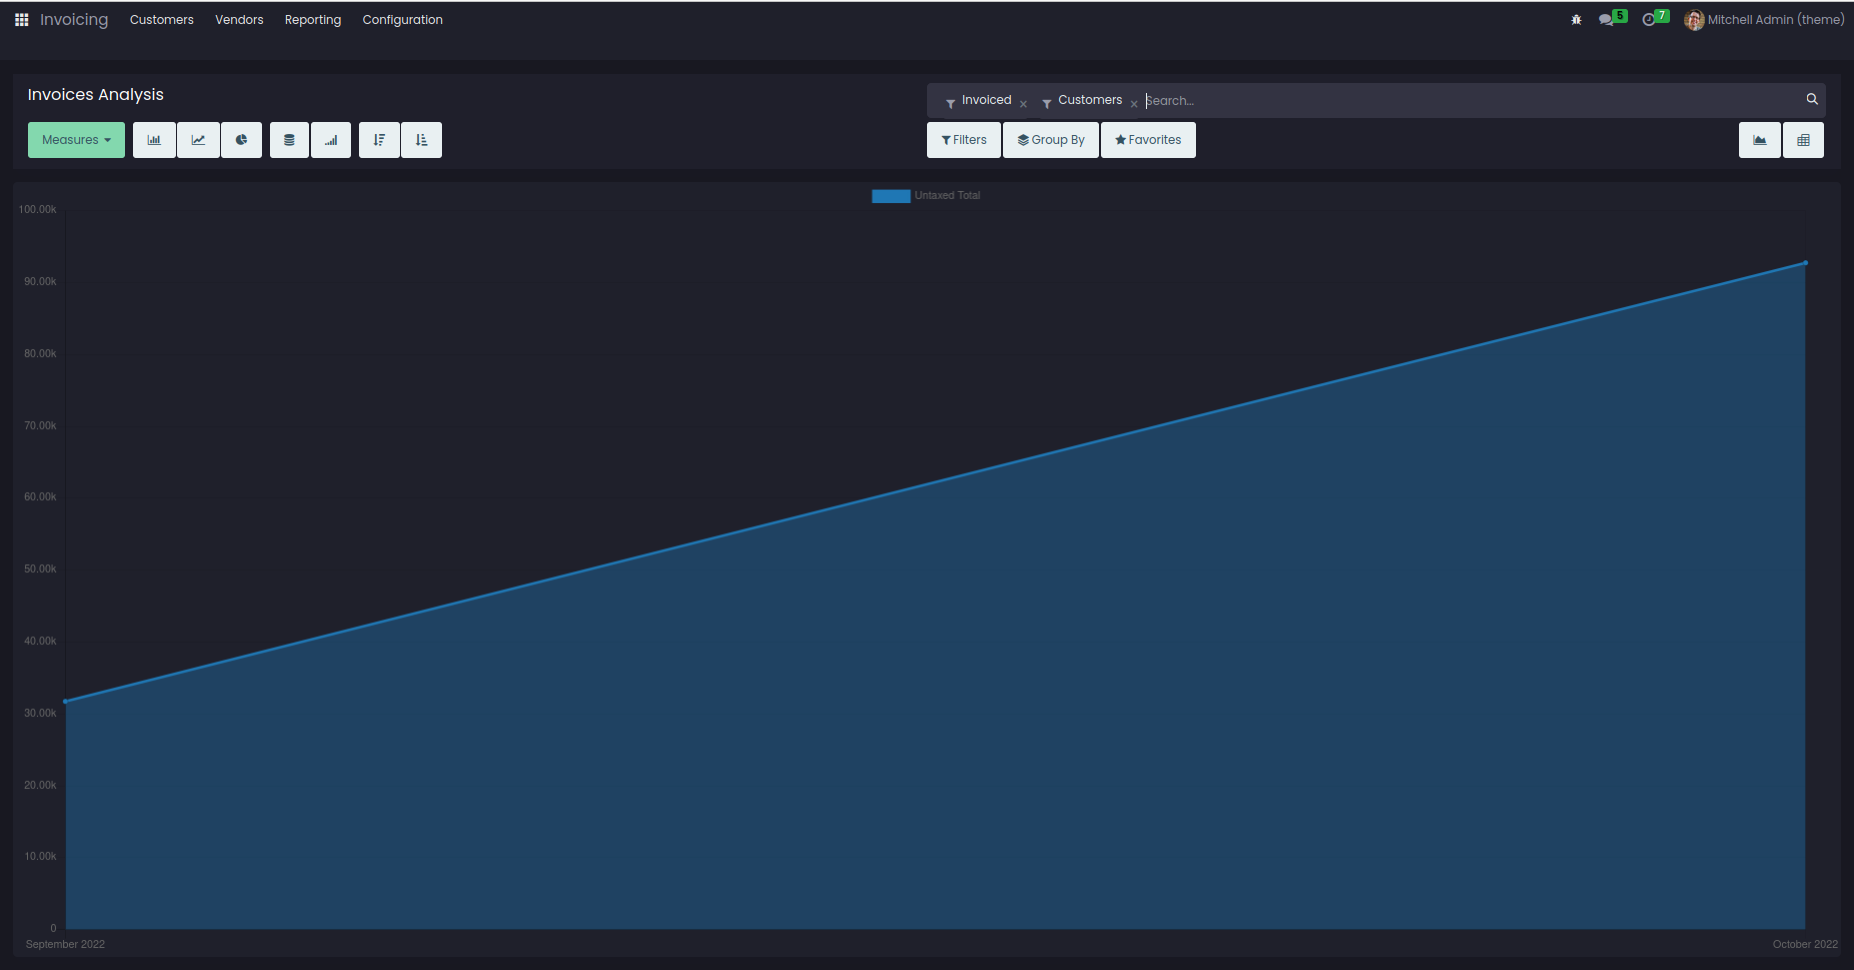 Invoicing Customers Vendors Reporting Configuration 5 7 Mitchell Admin (theme)
Invoices Analysis
Invoiced × Customers × Search...
Measures Filters Group By Favorites
Untaxed Total
100.00k
90.00k
80.00k
70.00k
60.00k
50.00k
40.00k
30.00k
20.00k
10.00k
0
September 2022 October 2022